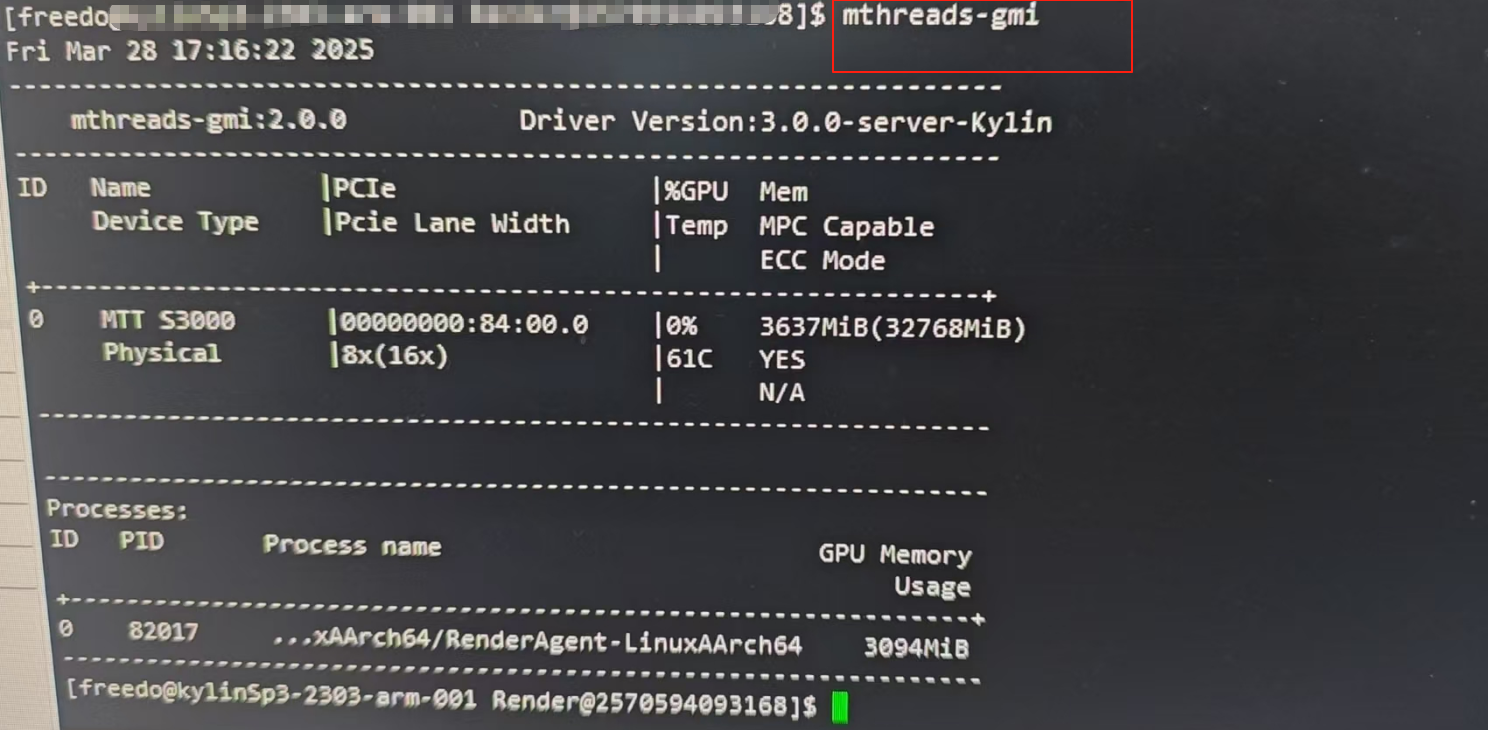 [freedo 8]$ mthreads-gmi
Fri Mar 28 17:16:22 2025
-----------------------------------------------------------------
mthreads-gmi:2.0.0 Driver Version:3.0.0-server-Kylin
-----------------------------------------------------------------
ID Name |PCIe |%GPU Mem
Device Type |Pcie Lane Width |Temp MPC Capable
| ECC Mode
+-------------------------------------------------------------+
0 MTT S3000 |00000000:84:00.0 |0% 3637MiB(32768MiB)
Physical |8x(16x) |61C YES
| N/A
-----------------------------------------------------------------
-----------------------------------------------------------------
Processes:
ID PID Process name GPU Memory
Usage
+-------------------------------------------------------------+
0 82017 ...xAArch64/RenderAgent-LinuxAArch64 3094MiB
-----------------------------------------------------------------
[freedo@kylinSp3-2303-arm-001 Render@2570594093168]$